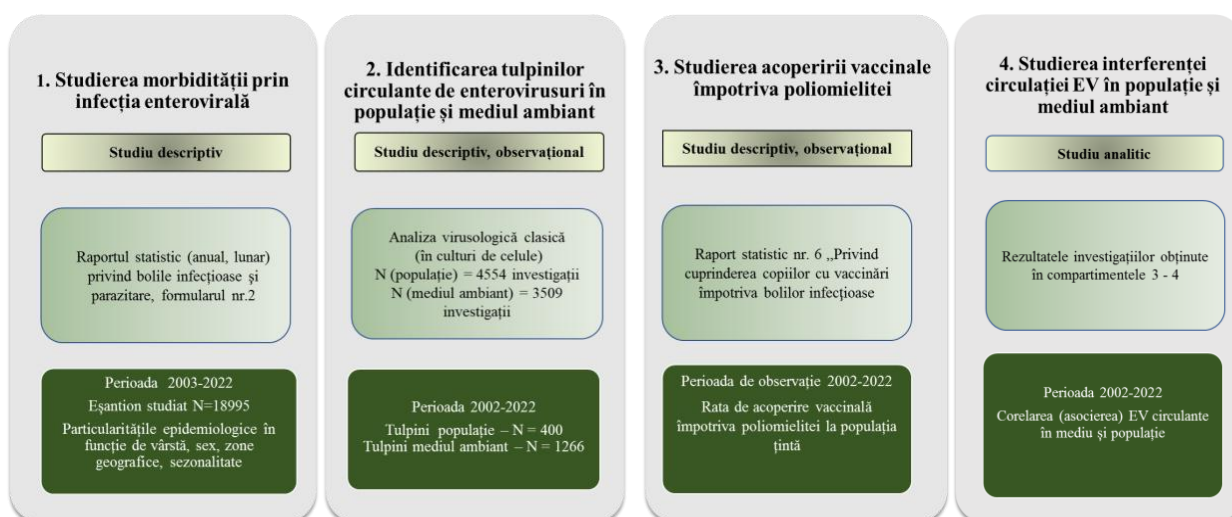 1. Studierea morbidității prin
infecția enterovirală
Studiu descriptiv
Raportul statistic (anual, lunar)
privind bolile infecțioase și
parazitare, formularul nr.2
Perioada 2003-2022
Eșantion studiat N=18995
Particularitățile epidemiologice în
funcție de vârstă, sex, zone
geografice, sezonalitate
2. Identificarea tulpinilor
circulante de enterovirusuri în
populație și mediul ambiant
Studiu descriptiv, observațional
Analiza virusologică clasică
(în culturi de celule)
N (populație) = 4554 investigații
N (mediul ambiant) = 3509
investigații
Perioada 2002-2022
Tulpini populație – N = 400
Tulpini mediul ambiant – N = 1266
3. Studierea acoperirii vaccinale
împotriva poliomielitei
Studiu descriptiv, observațional
Raport statistic nr. 6 ,,Privind
cuprinderea copiilor cu vaccinări
împotriva bolilor infecțioase
Perioada de observație 2002-2022
Rata de acoperire vaccinală
împotriva poliomielitei la populația
țintă
4. Studierea interferenței
circulației EV în populație și
mediul ambiant
Studiu analitic
Rezultatele investigațiilor obținute
în compartimentele 3 - 4
Perioada 2002-2022
Corelarea (asocierea) EV circulante
în mediu și populație